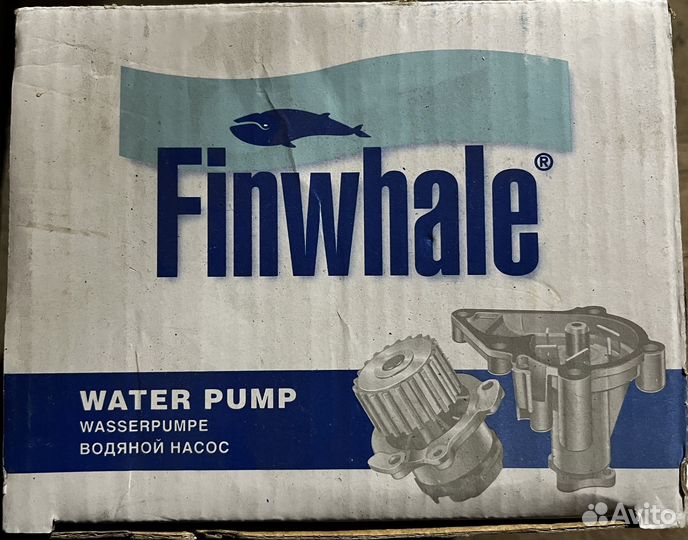 Finwhale®
WATER PUMP
WASSERPUMPE
ВОДЯНОЙ НАСОС
Avito